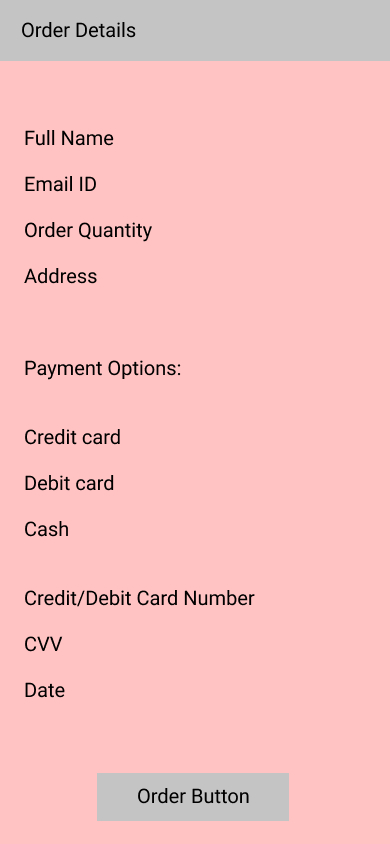 Order Details
Full Name
Email ID
Order Quantity
Address
Payment Options:
Credit card
Debit card
Cash
Credit/Debit Card Number
CVV
Date
Order Button